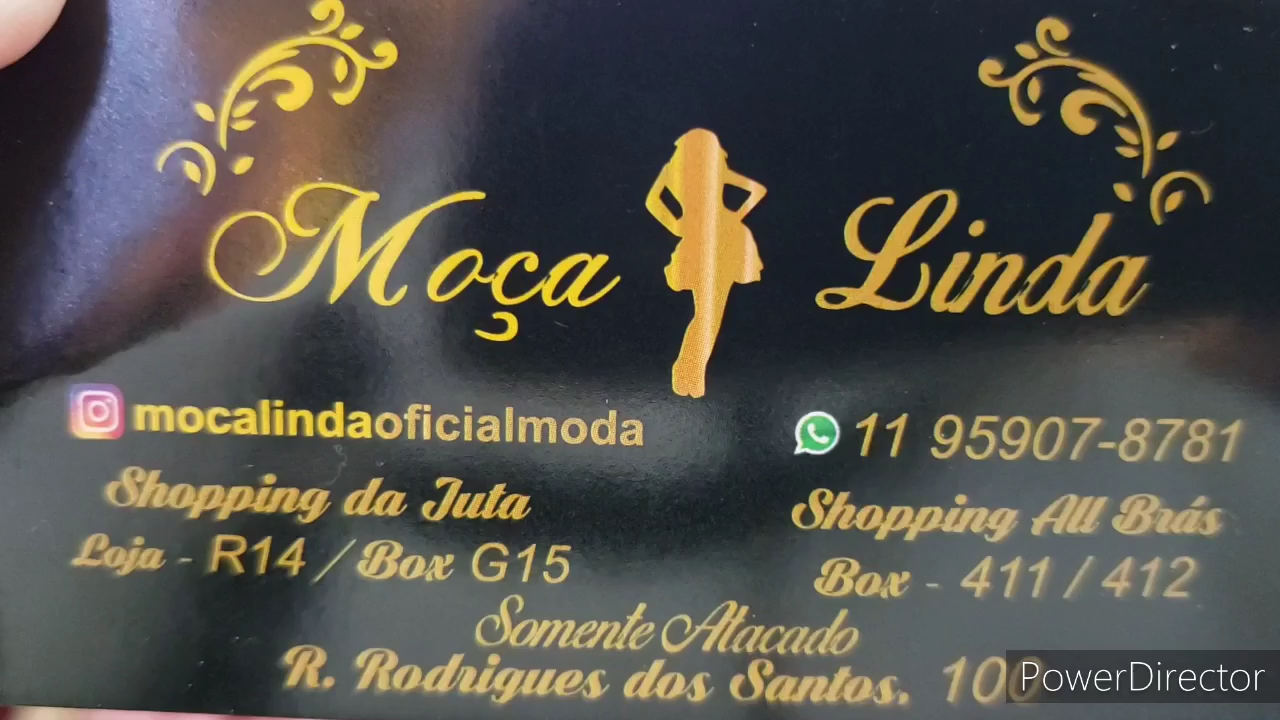 Moça Linda
mocalindaoficialmoda
11 95907-8781
Shopping da Juta
Loja - R14 / Box G15
Shopping All Brás
Box - 411 / 412
Somente Atacado
R. Rodrigues dos Santos,
PowerDirector